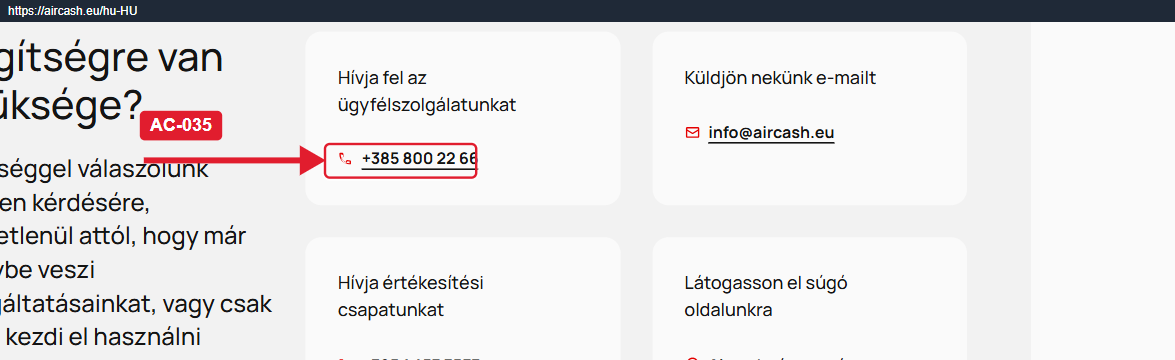 https://aircash.eu/hu-HU
gítségre van
üksége?
AC-035
séggel válaszolunk
en kérdésére,
etlenül attól, hogy már
be veszi
áltatásainkat, vagy csak
kezdi el használni
Hívja fel az
ügyfélszolgálatunkat
+385 800 22 66
Küldjön nekünk e-mailt
info@aircash.eu
Hívja értékesítési
csapatunkat
Látogasson el súgó
oldalunkra